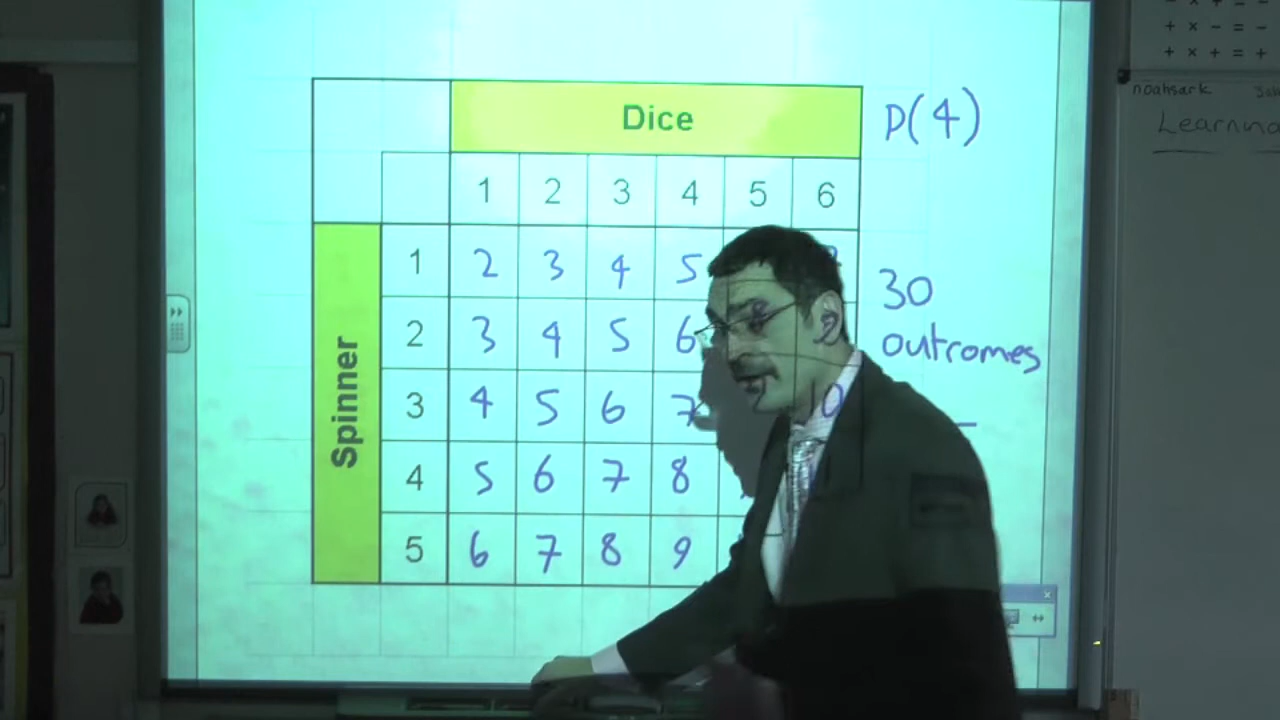 Dice P(4)
1 2 3 4 5 6
Spinner
1 2 3 4 5
2 3 4 5 6
3 4 5 6 7 10
4 5 6 7 8
5 6 7 8 9
30
outcomes
+ × - = -
+ × + = +
noahsark
Learning